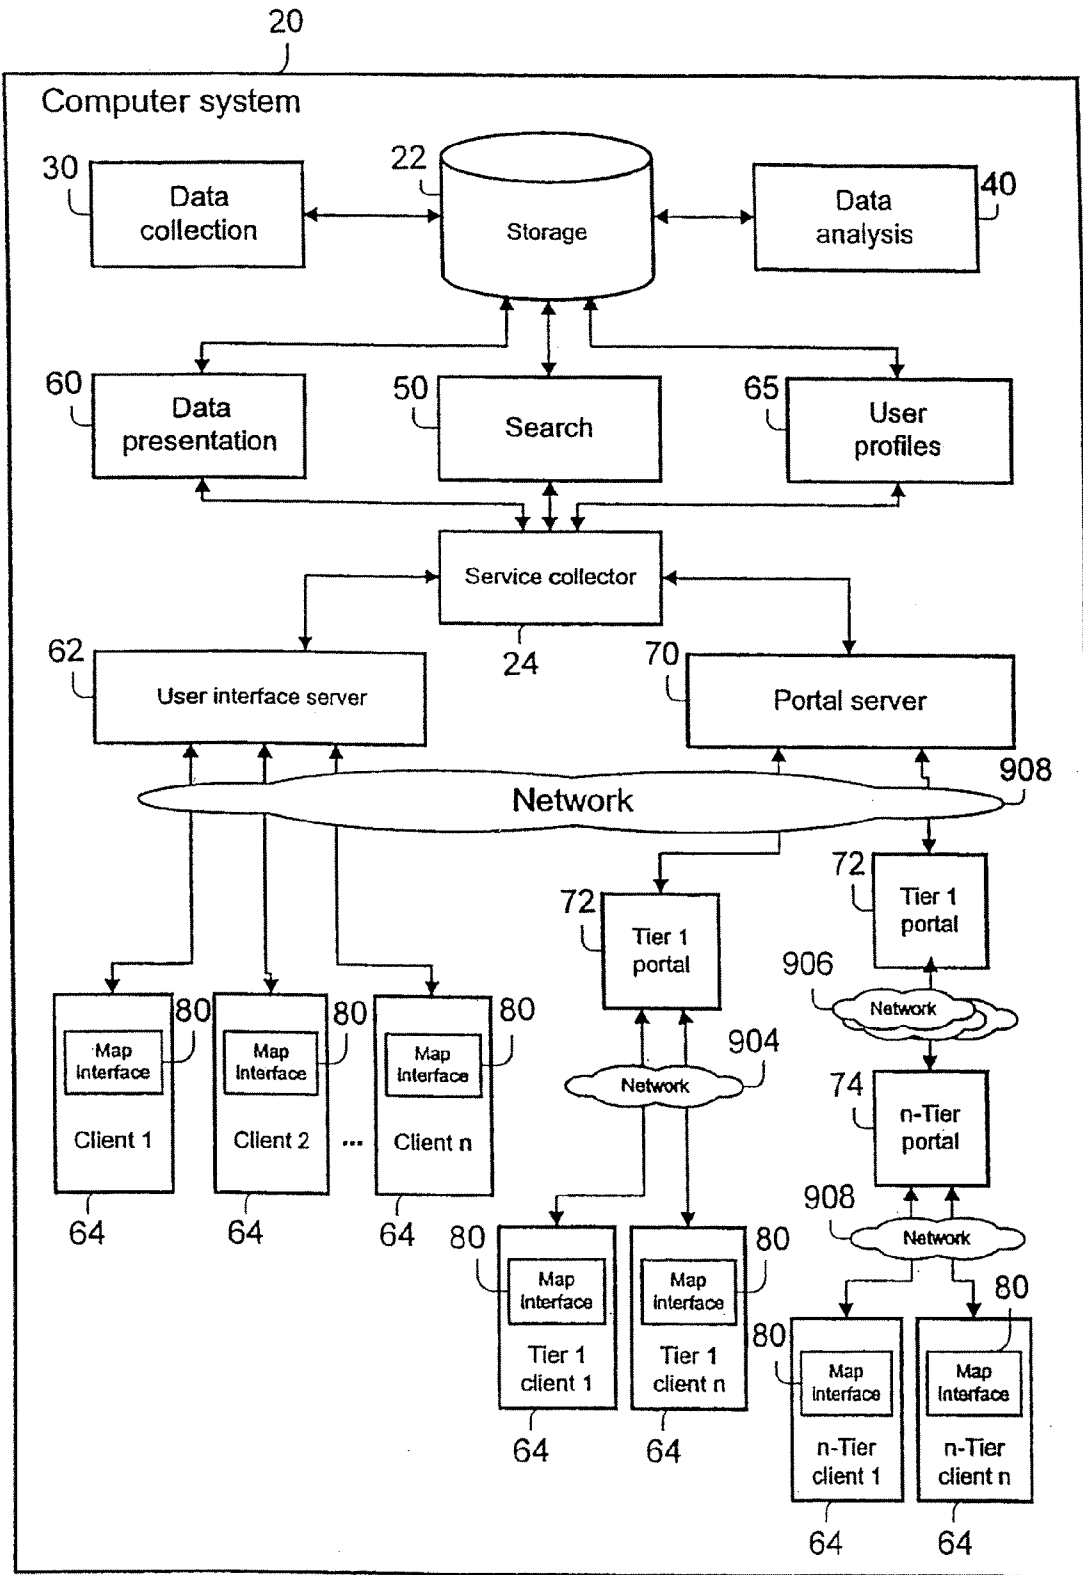 20
Computer system
30
Data
collection
22
Storage
40
Data
analysis
60
Data
presentation
50
Search
65
User
profiles
Service collector
24
62
User interface server
70
Portal server
Network
908
72
Tier 1
portal
72
Tier 1
portal
906
Network
904
Network
74
n-Tier
portal
908
Network
80
Map
Interface
Client 1
64
80
Map
Interface
Client 2
64
...
80
Map
Interface
Client n
64
80
Map
Interface
Tier 1
client 1
64
80
Map
Interface
Tier 1
client n
64
80
Map
Interface
n-Tier
client 1
64
80
Map
Interface
n-Tier
client n
64